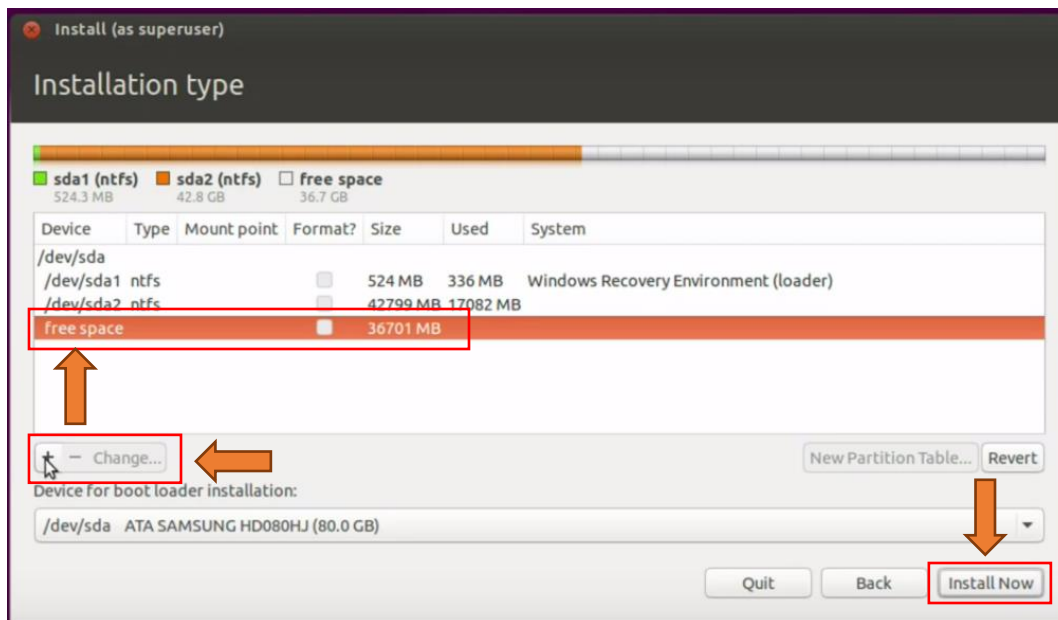 Install (as superuser)
Installation type
sda1 (ntfs) sda2 (ntfs) free space
524.3 MB 42.8 GB 36.7 GB
Device Type Mount point Format? Size Used System
/dev/sda
/dev/sda1 ntfs 524 MB 336 MB Windows Recovery Environment (loader)
/dev/sda2 ntfs 42799 MB 17082 MB
free space 36701 MB
+ − Change... New Partition Table... Revert
Device for boot loader installation:
/dev/sda ATA SAMSUNG HD080HJ (80.0 GB)
Quit Back Install Now